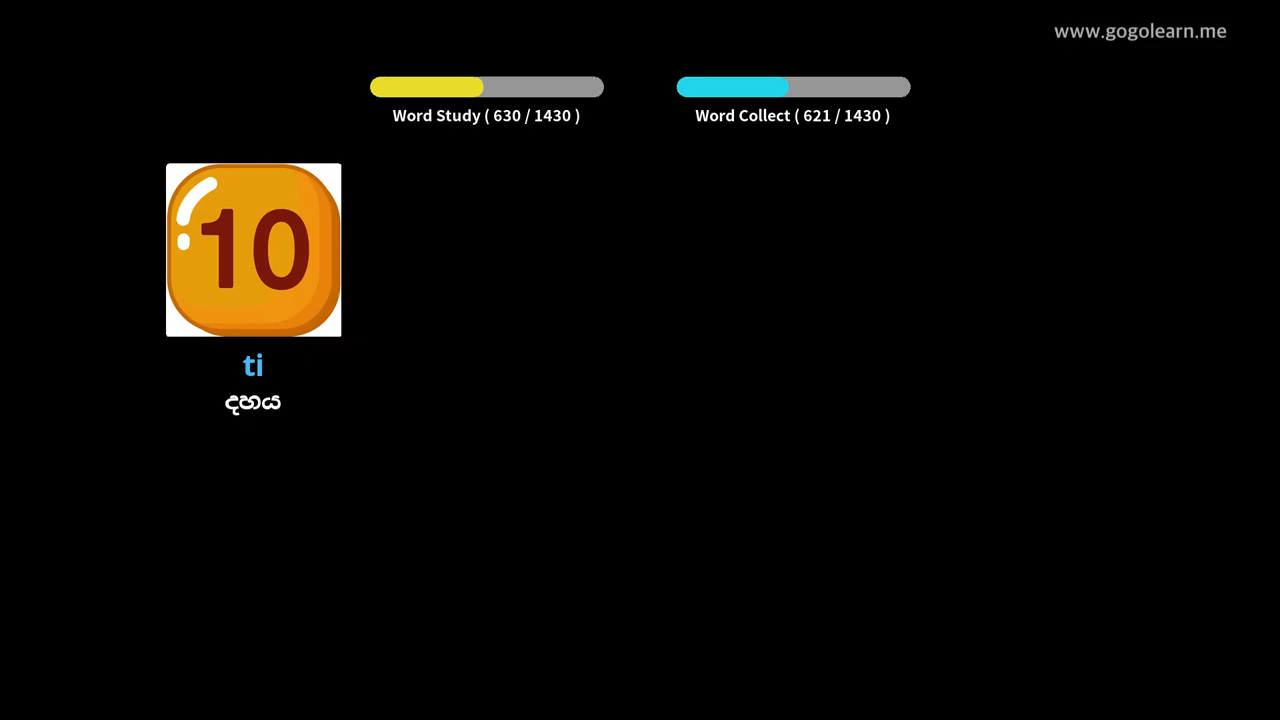 www.gogolearn.me
Word Study ( 630 / 1430 )
Word Collect ( 621 / 1430 )
10
ti
දහය